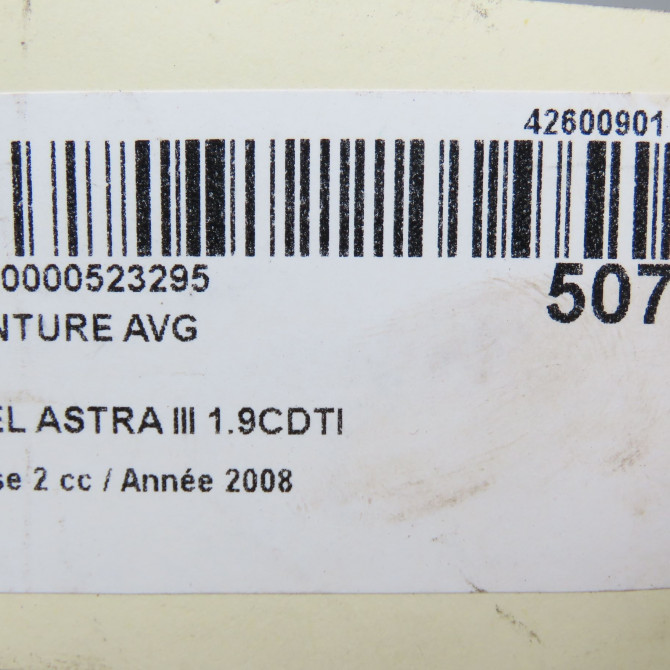 42600901
0000523295
507
NTURE AVG
EL ASTRA III 1.9CDTI
se 2 cc / Année 2008